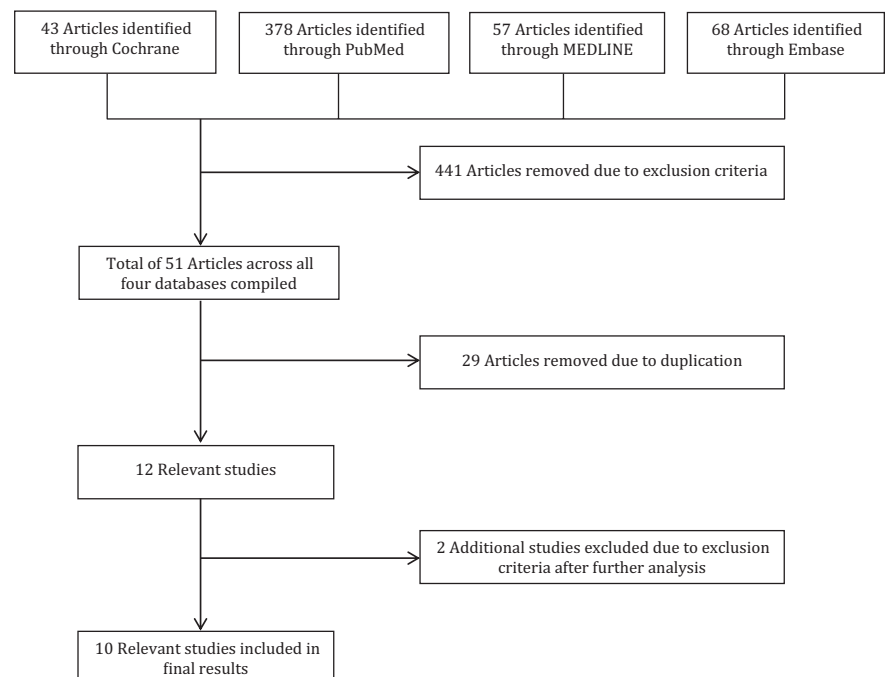 43 Articles identified
through Cochrane
378 Articles identified
through PubMed
57 Articles identified
through MEDLINE
68 Articles identified
through Embase
441 Articles removed due to exclusion criteria
Total of 51 Articles across all
four databases compiled
29 Articles removed due to duplication
12 Relevant studies
2 Additional studies excluded due to exclusion
criteria after further analysis
10 Relevant studies included in
final results